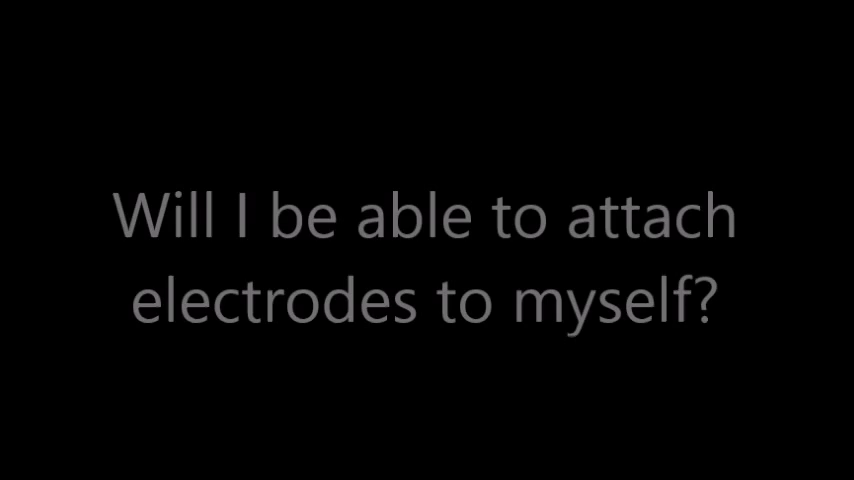 Will I be able to attach
electrodes to myself?